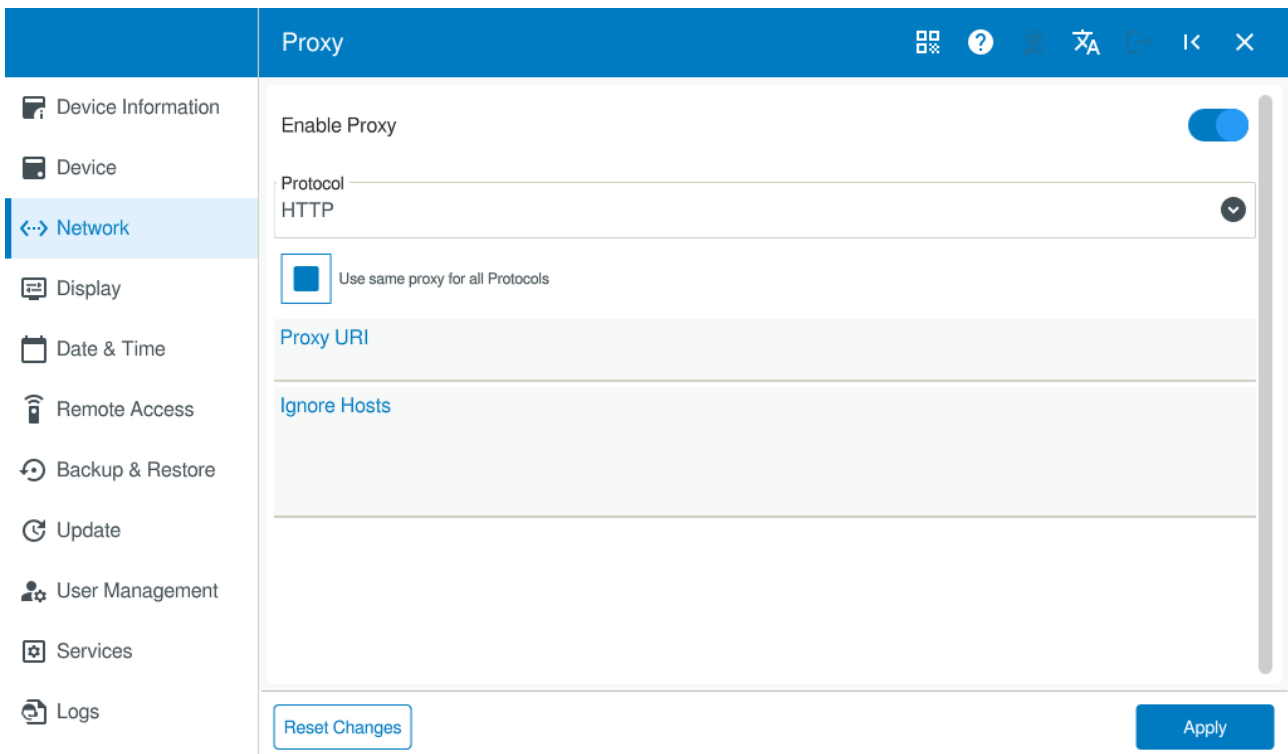 Proxy
Device Information
Device
Network
Display
Date & Time
Remote Access
Backup & Restore
Update
User Management
Services
Logs
Enable Proxy
Protocol
HTTP
Use same proxy for all Protocols
Proxy URI
Ignore Hosts
Reset Changes
Apply